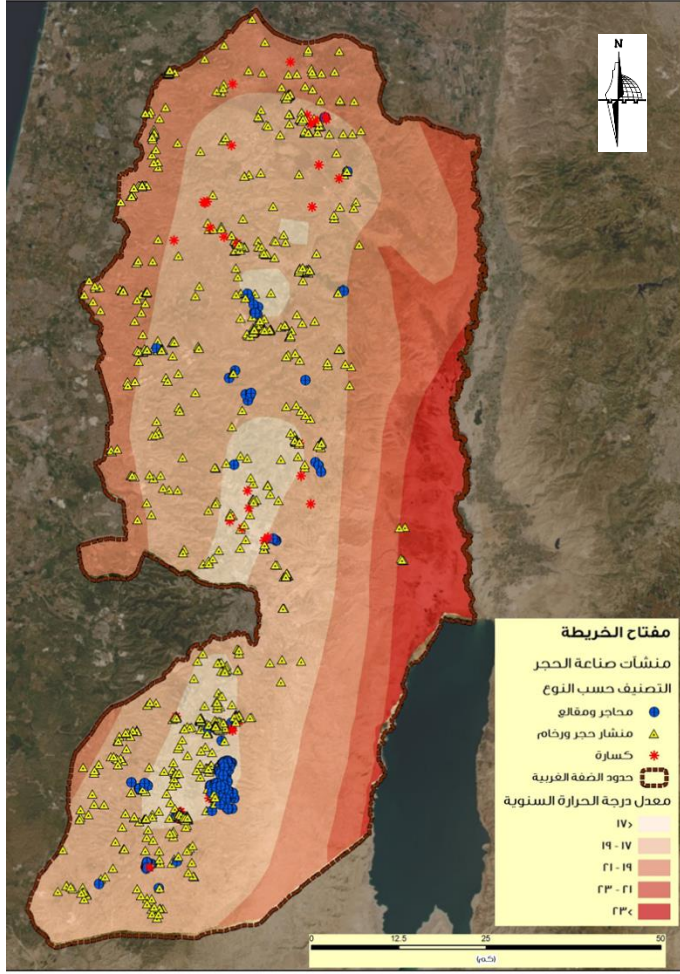 N
مفتاح الخريطة
منشآت صناعة الحجر
التصنيف حسب النوع
محاجر ومقالع
منشار حجر ورخام
كسارة
حدود الضفة الغربية
معدل درجة الحرارة السنوية
<١٧
١٧ - ١٩
١٩ - ٢١
٢١ - ٢٣
>٢٣
0 12.5 25 50
(كم)